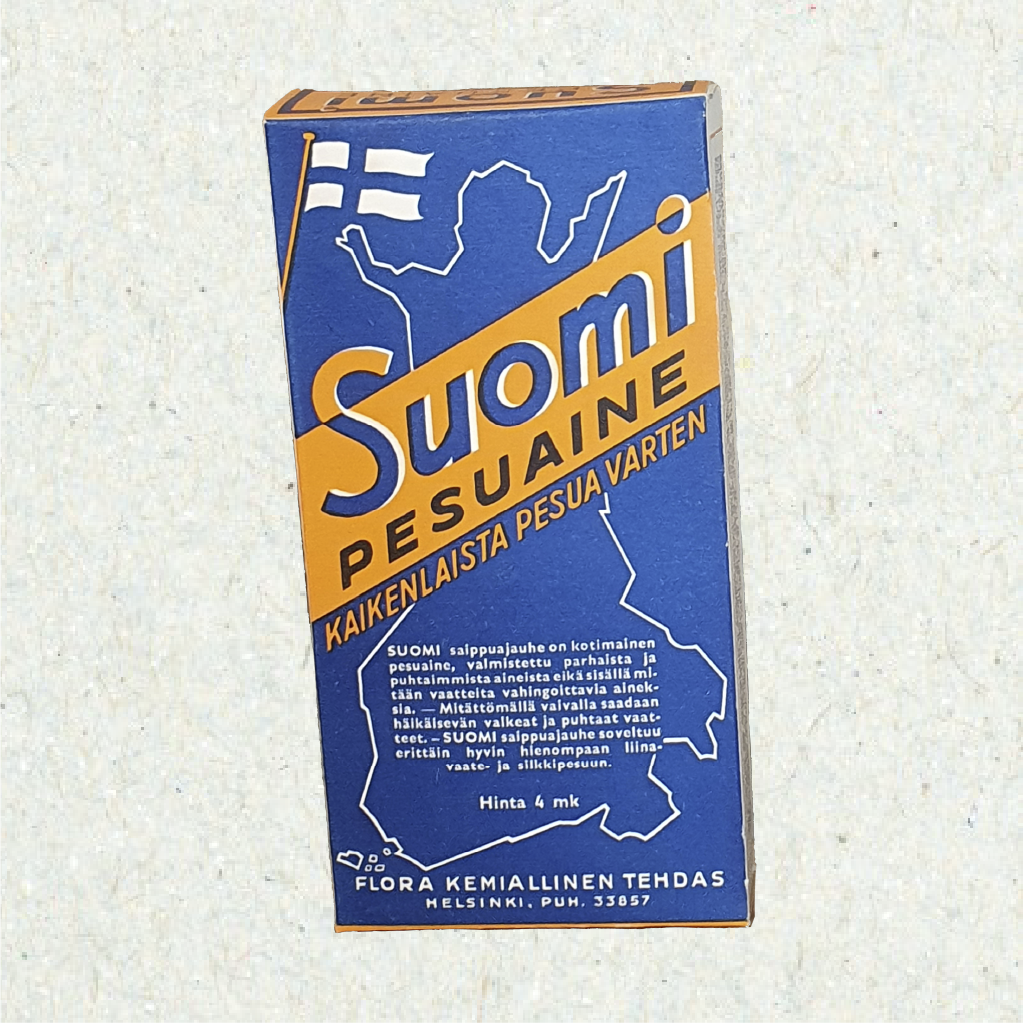 Suomi
Suomi
PESUAINE
KAIKENLAISTA PESUA VARTEN
SUOMI saippuajauhe on kotimainen
pesuaine, valmistettu parhaista ja
puhtaimmista aineista eikä sisällä mi-
tään vaatteita vahingoittavia ainek-
sia. — Mitättömällä vaivalla saadaan
häikäisevän valkeat ja puhtaat vaat-
teet. – SUOMI saippuajauhe soveltuu
erittäin hyvin hienompaan liina-
vaate- ja silkkipesuun.
Hinta 4 mk
FLORA KEMIALLINEN TEHDAS
HELSINKI, PUH. 33857